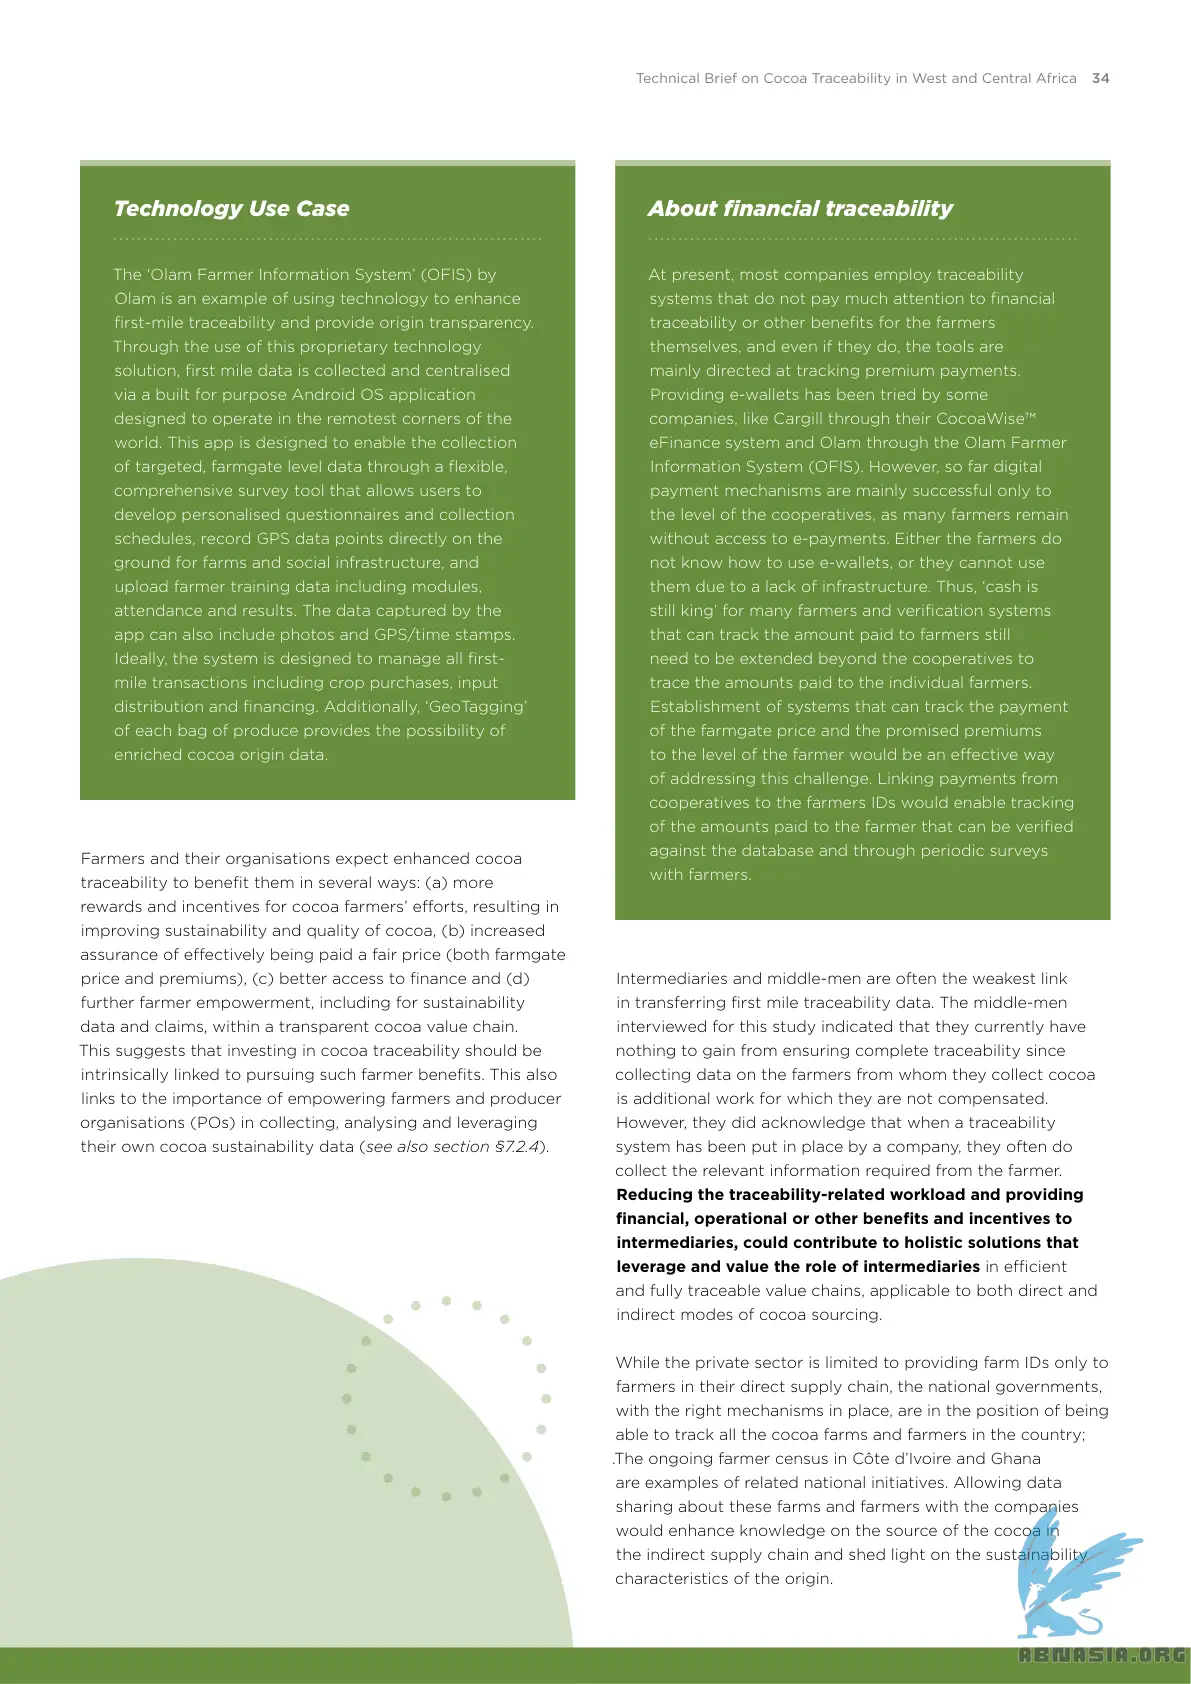 Technical Brief on Cocoa Traceability in West and Central Africa 34
Technology Use Case
The ‘Olam Farmer Information System’ (OFIS) by
Olam is an example of using technology to enhance
first-mile traceability and provide origin transparency.
Through the use of this proprietary technology
solution, first mile data is collected and centralised
via a built for purpose Android OS application
designed to operate in the remotest corners of the
world. This app is designed to enable the collection
of targeted, farmgate level data through a flexible,
comprehensive survey tool that allows users to
develop personalised questionnaires and collection
schedules, record GPS data points directly on the
ground for farms and social infrastructure, and
upload farmer training data including modules,
attendance and results. The data captured by the
app can also include photos and GPS/time stamps.
Ideally, the system is designed to manage all first-
mile transactions including crop purchases, input
distribution and financing. Additionally, ‘GeoTagging’
of each bag of produce provides the possibility of
enriched cocoa origin data.
Farmers and their organisations expect enhanced cocoa
traceability to benefit them in several ways: (a) more
rewards and incentives for cocoa farmers’ efforts, resulting in
improving sustainability and quality of cocoa, (b) increased
assurance of effectively being paid a fair price (both farmgate
price and premiums), (c) better access to finance and (d)
further farmer empowerment, including for sustainability
data and claims, within a transparent cocoa value chain.
This suggests that investing in cocoa traceability should be
intrinsically linked to pursuing such farmer benefits. This also
links to the importance of empowering farmers and producer
organisations (POs) in collecting, analysing and leveraging
their own cocoa sustainability data (see also section §7.2.4).
About financial traceability
At present, most companies employ traceability
systems that do not pay much attention to financial
traceability or other benefits for the farmers
themselves, and even if they do, the tools are
mainly directed at tracking premium payments.
Providing e-wallets has been tried by some
companies, like Cargill through their CocoaWise™
eFinance system and Olam through the Olam Farmer
Information System (OFIS). However, so far digital
payment mechanisms are mainly successful only to
the level of the cooperatives, as many farmers remain
without access to e-payments. Either the farmers do
not know how to use e-wallets, or they cannot use
them due to a lack of infrastructure. Thus, ‘cash is
still king’ for many farmers and verification systems
that can track the amount paid to farmers still
need to be extended beyond the cooperatives to
trace the amounts paid to the individual farmers.
Establishment of systems that can track the payment
of the farmgate price and the promised premiums
to the level of the farmer would be an effective way
of addressing this challenge. Linking payments from
cooperatives to the farmers IDs would enable tracking
of the amounts paid to the farmer that can be verified
against the database and through periodic surveys
with farmers.
Intermediaries and middle-men are often the weakest link
in transferring first mile traceability data. The middle-men
interviewed for this study indicated that they currently have
nothing to gain from ensuring complete traceability since
collecting data on the farmers from whom they collect cocoa
is additional work for which they are not compensated.
However, they did acknowledge that when a traceability
system has been put in place by a company, they often do
collect the relevant information required from the farmer.
Reducing the traceability-related workload and providing
financial, operational or other benefits and incentives to
intermediaries, could contribute to holistic solutions that
leverage and value the role of intermediaries in efficient
and fully traceable value chains, applicable to both direct and
indirect modes of cocoa sourcing.
While the private sector is limited to providing farm IDs only to
farmers in their direct supply chain, the national governments,
with the right mechanisms in place, are in the position of being
able to track all the cocoa farms and farmers in the country;
.The ongoing farmer census in Côte d’Ivoire and Ghana
are examples of related national initiatives. Allowing data
sharing about these farms and farmers with the companies
would enhance knowledge on the source of the cocoa in
the indirect supply chain and shed light on the sustainability
characteristics of the origin.
ABNASIA.ORG